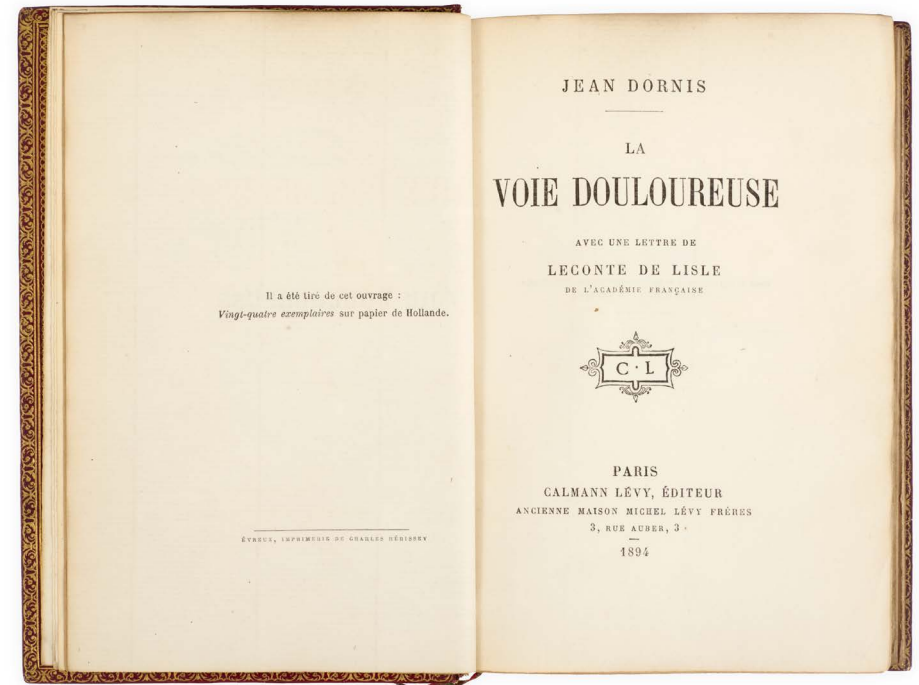 Il a été tiré de cet ouvrage :
Vingt-quatre exemplaires sur papier de Hollande.
ÉVREUX, IMPRIMERIE DE CHARLES HÉRISSEY
JEAN DORNIS
LA
VOIE DOULOUREUSE
AVEC UNE LETTRE DE
LECONTE DE LISLE
DE L'ACADÉMIE FRANÇAISE
C · L
PARIS
CALMANN LÉVY, ÉDITEUR
ANCIENNE MAISON MICHEL LÉVY FRÈRES
3, RUE AUBER, 3
1894